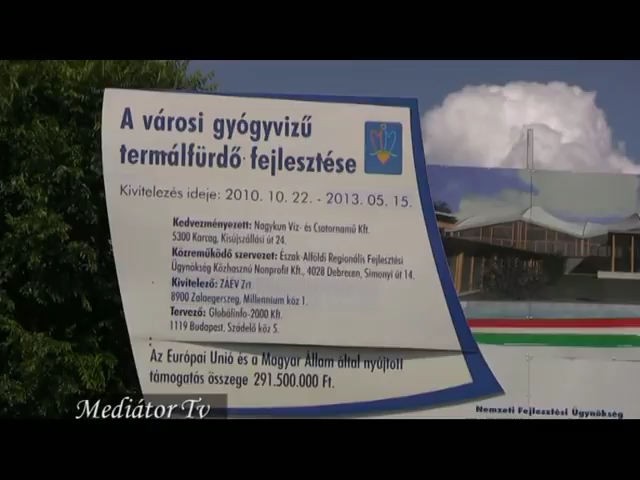 A városi gyógyvizű
termálfürdő fejlesztése
Kivitelezés ideje: 2010. 10. 22. - 2013. 05. 15.
Kedvezményezett: Nagykun Víz- és Csatornamű Kft.
5300 Karcag, Kisújszállási út 24.
Közreműködő szervezet: Észak-Alföldi Regionális Fejlesztési
Ügynökség Közhasznú Nonprofit Kft., 4028 Debrecen, Simonyi út 14.
Kivitelező: ZÁÉV Zrt.
8900 Zalaegerszeg, Millennium köz 1.
Tervező: Globálinfo-2000 Kft.
1119 Budapest, Szádelő köz 5.
Az Európai Unió és a Magyar Állam által nyújtott
támogatás összege 291.500.000 Ft.
Nemzeti Fejlesztési Ügynökség
Mediátor Tv